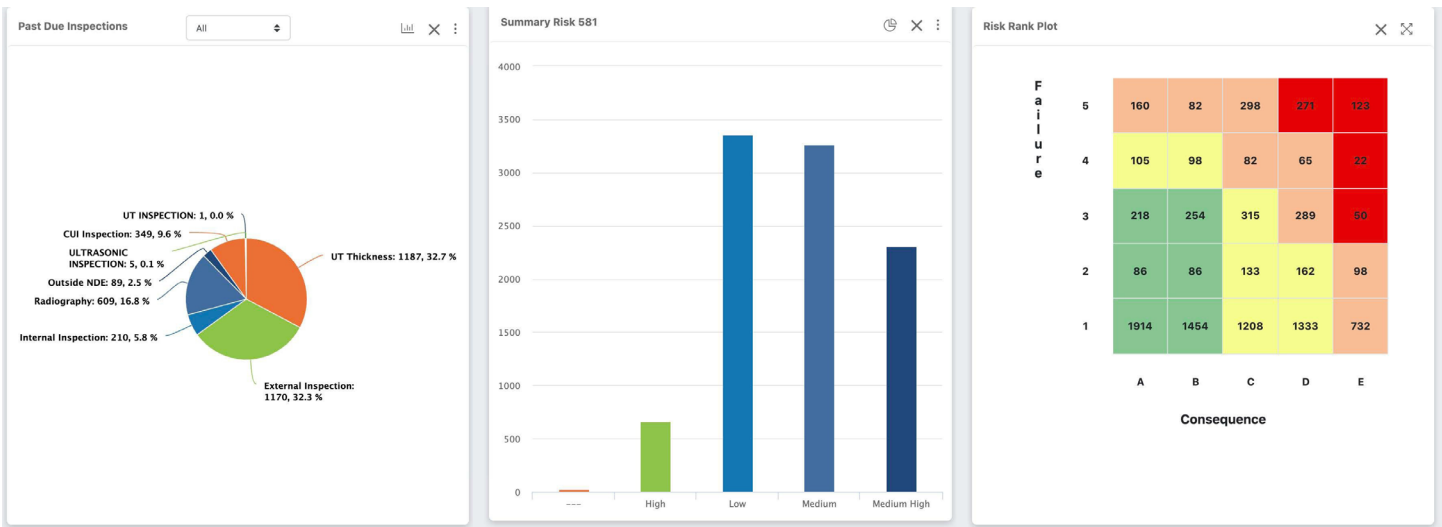 Past Due Inspections
All
UT INSPECTION: 1, 0.0 %
CUI Inspection: 349, 9.6 %
ULTRASONIC
INSPECTION: 5, 0.1 %
Outside NDE: 89, 2.5 %
Radiography: 609, 16.8 %
Internal Inspection: 210, 5.8 %
UT Thickness: 1187, 32.7 %
External Inspection:
1170, 32.3 %
Summary Risk 581
4000
3500
3000
2500
2000
1500
1000
500
0
---
High
Low
Medium
Medium High
Risk Rank Plot
Failure
5 160 82 298 271 123
4 105 98 82 65 22
3 218 254 315 289 50
2 86 86 133 162 98
1 1914 1454 1208 1333 732
A B C D E
Consequence